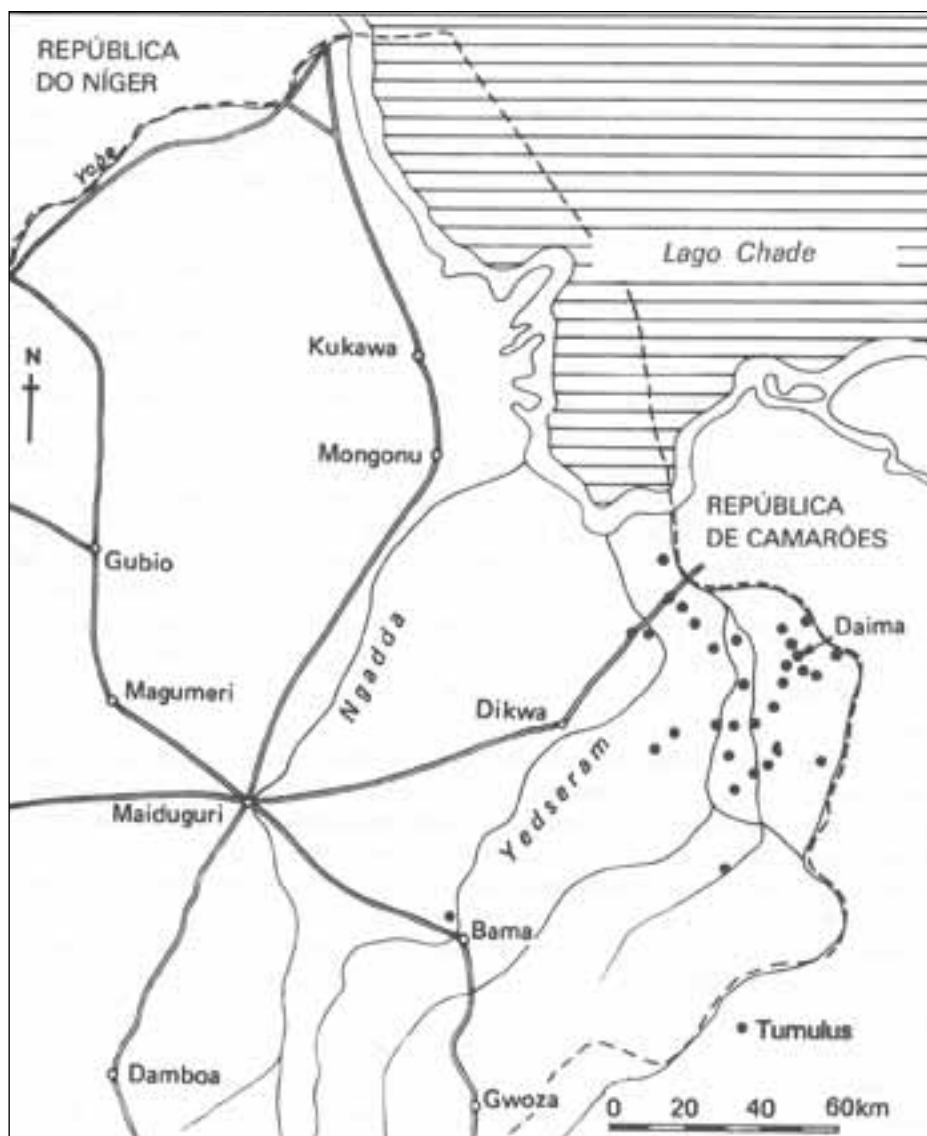 REPÚBLICA
DO NÍGER
yobe
Lago Chade
N
Kukawa
Mongonu
REPÚBLICA
DE CAMARÕES
Gubio
Daima
Ngadda
Magumeri
Dikwa
Yedseram
Maiduguri
Bama
Tumulus
Damboa
Gwoza
0 20 40 60km